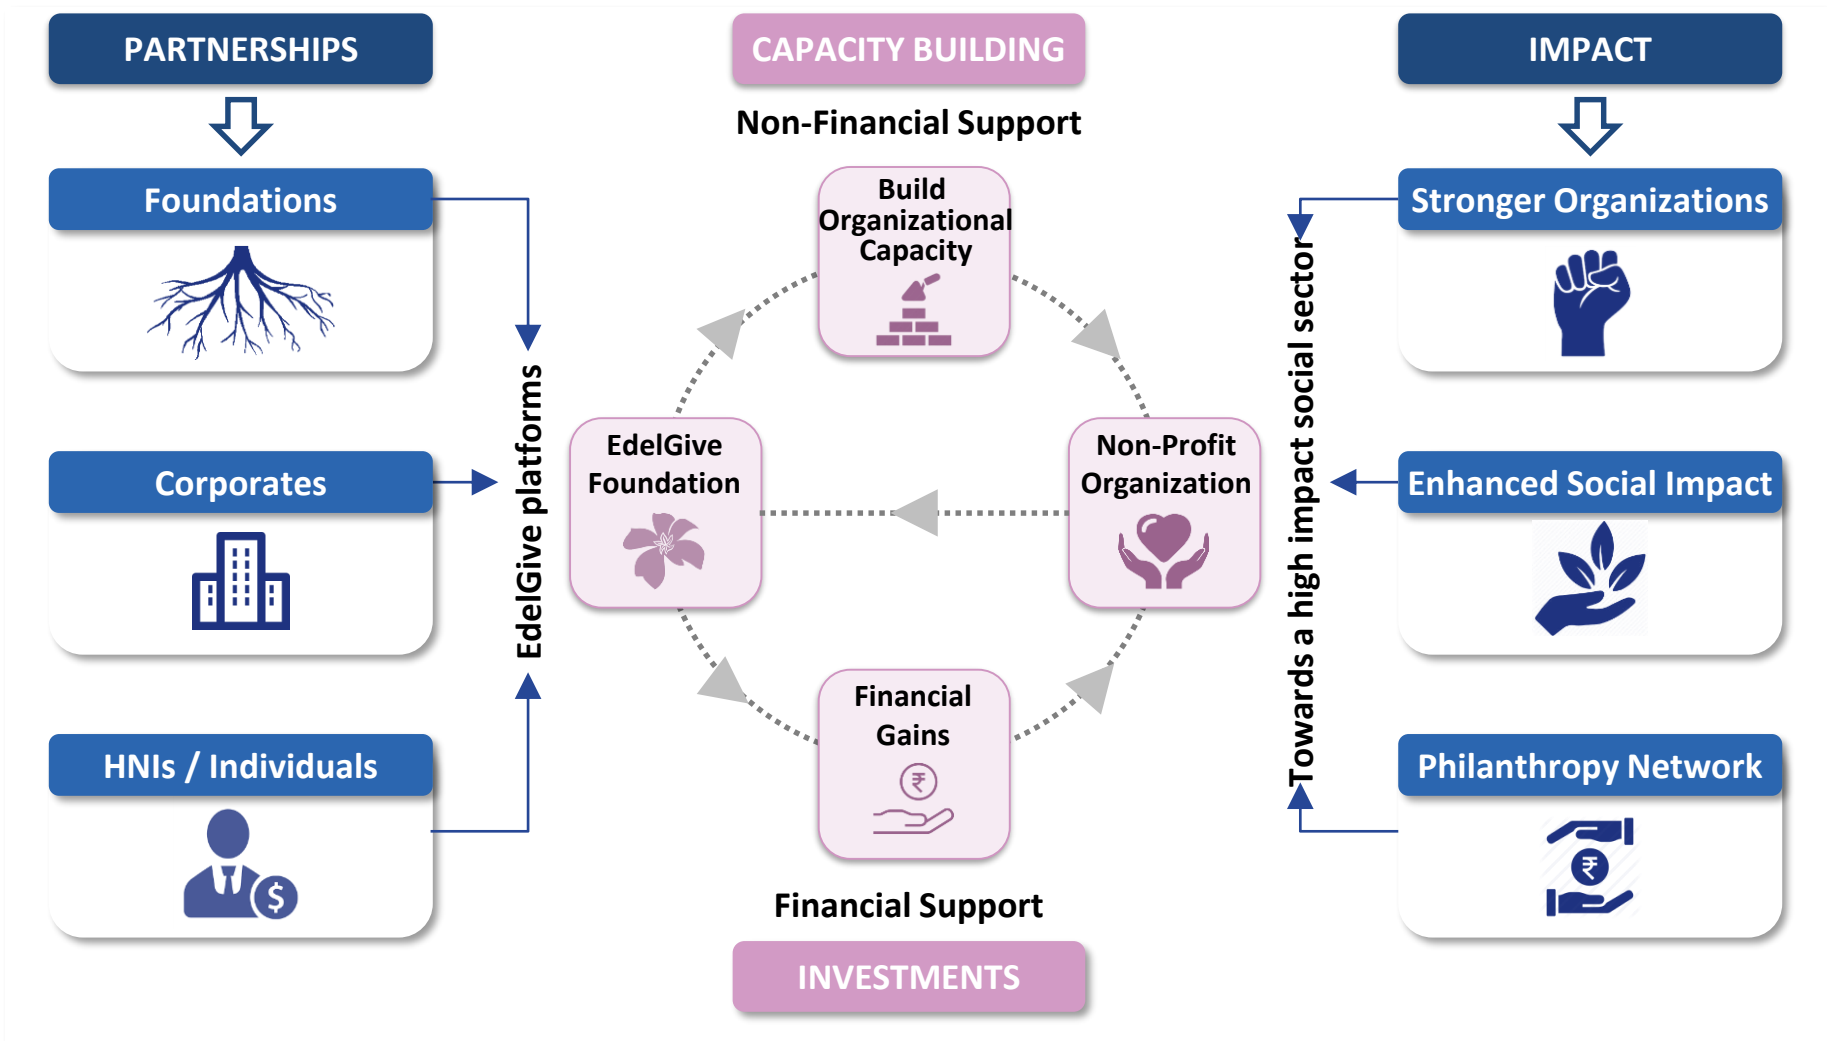 PARTNERSHIPS
Foundations
Corporates
HNIs / Individuals
$
EdelGive platforms
CAPACITY BUILDING
Non-Financial Support
Build
Organizational
Capacity
EdelGive
Foundation
Non-Profit
Organization
Financial
Gains
₹
Financial Support
INVESTMENTS
Towards a high impact social sector
IMPACT
Stronger Organizations
Enhanced Social Impact
Philanthropy Network
₹